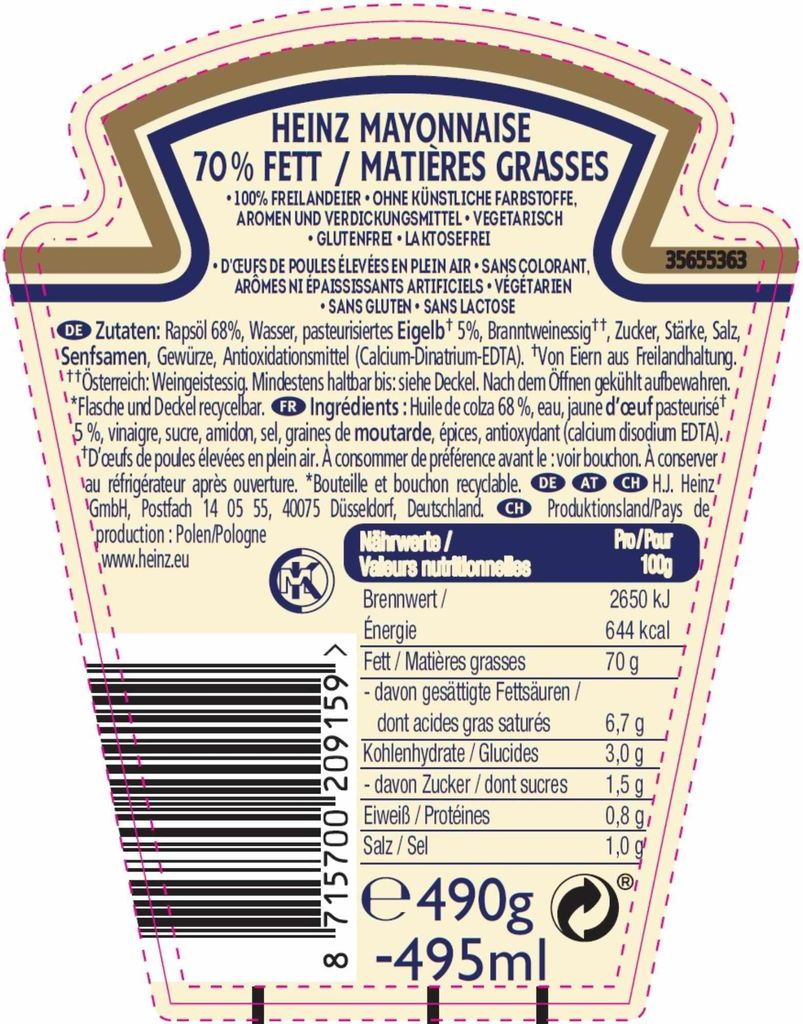 HEINZ MAYONNAISE
70% FETT / MATIÈRES GRASSES
• 100% FREILANDEIER • OHNE KÜNSTLICHE FARBSTOFFE,
AROMEN UND VERDICKUNGSMITTEL • VEGETARISCH
• GLUTENFREI • LAKTOSEFREI
35655363
• D'ŒUFS DE POULES ÉLEVÉES EN PLEIN AIR • SANS COLORANT,
ARÔMES NI ÉPAISSISSANTS ARTIFICIELS • VÉGÉTARIEN
• SANS GLUTEN • SANS LACTOSE
DE Zutaten: Rapsöl 68%, Wasser, pasteurisiertes Eigelb† 5%, Branntweinessig††, Zucker, Stärke, Salz,
Senfsamen, Gewürze, Antioxidationsmittel (Calcium-Dinatrium-EDTA). †Von Eiern aus Freilandhaltung.
††Österreich: Weingeistessig. Mindestens haltbar bis: siehe Deckel. Nach dem Öffnen gekühlt aufbewahren.
*Flasche und Deckel recycelbar. FR Ingrédients : Huile de colza 68 %, eau, jaune d'œuf pasteurisé†
5 %, vinaigre, sucre, amidon, sel, graines de moutarde, épices, antioxydant (calcium disodium EDTA).
†D'œufs de poules élevées en plein air. À consommer de préférence avant le : voir bouchon. À conserver
au réfrigérateur après ouverture. *Bouteille et bouchon recyclable. DE AT CH H.J. Heinz
GmbH, Postfach 14 05 55, 40075 Düsseldorf, Deutschland. CH Produktionsland/Pays de
production : Polen/Pologne
www.heinz.eu
MK
Nährwerte / Pro/Pour
Valeurs nutritionnelles 100g
Brennwert / 2650 kJ
Énergie 644 kcal
Fett / Matières grasses 70 g
- davon gesättigte Fettsäuren /
dont acides gras saturés 6,7 g
Kohlenhydrate / Glucides 3,0 g
- davon Zucker / dont sucres 1,5 g
Eiweiß / Protéines 0,8 g
Salz / Sel 1,0 g
8 715700 209159 >
℮490g
-495ml
®